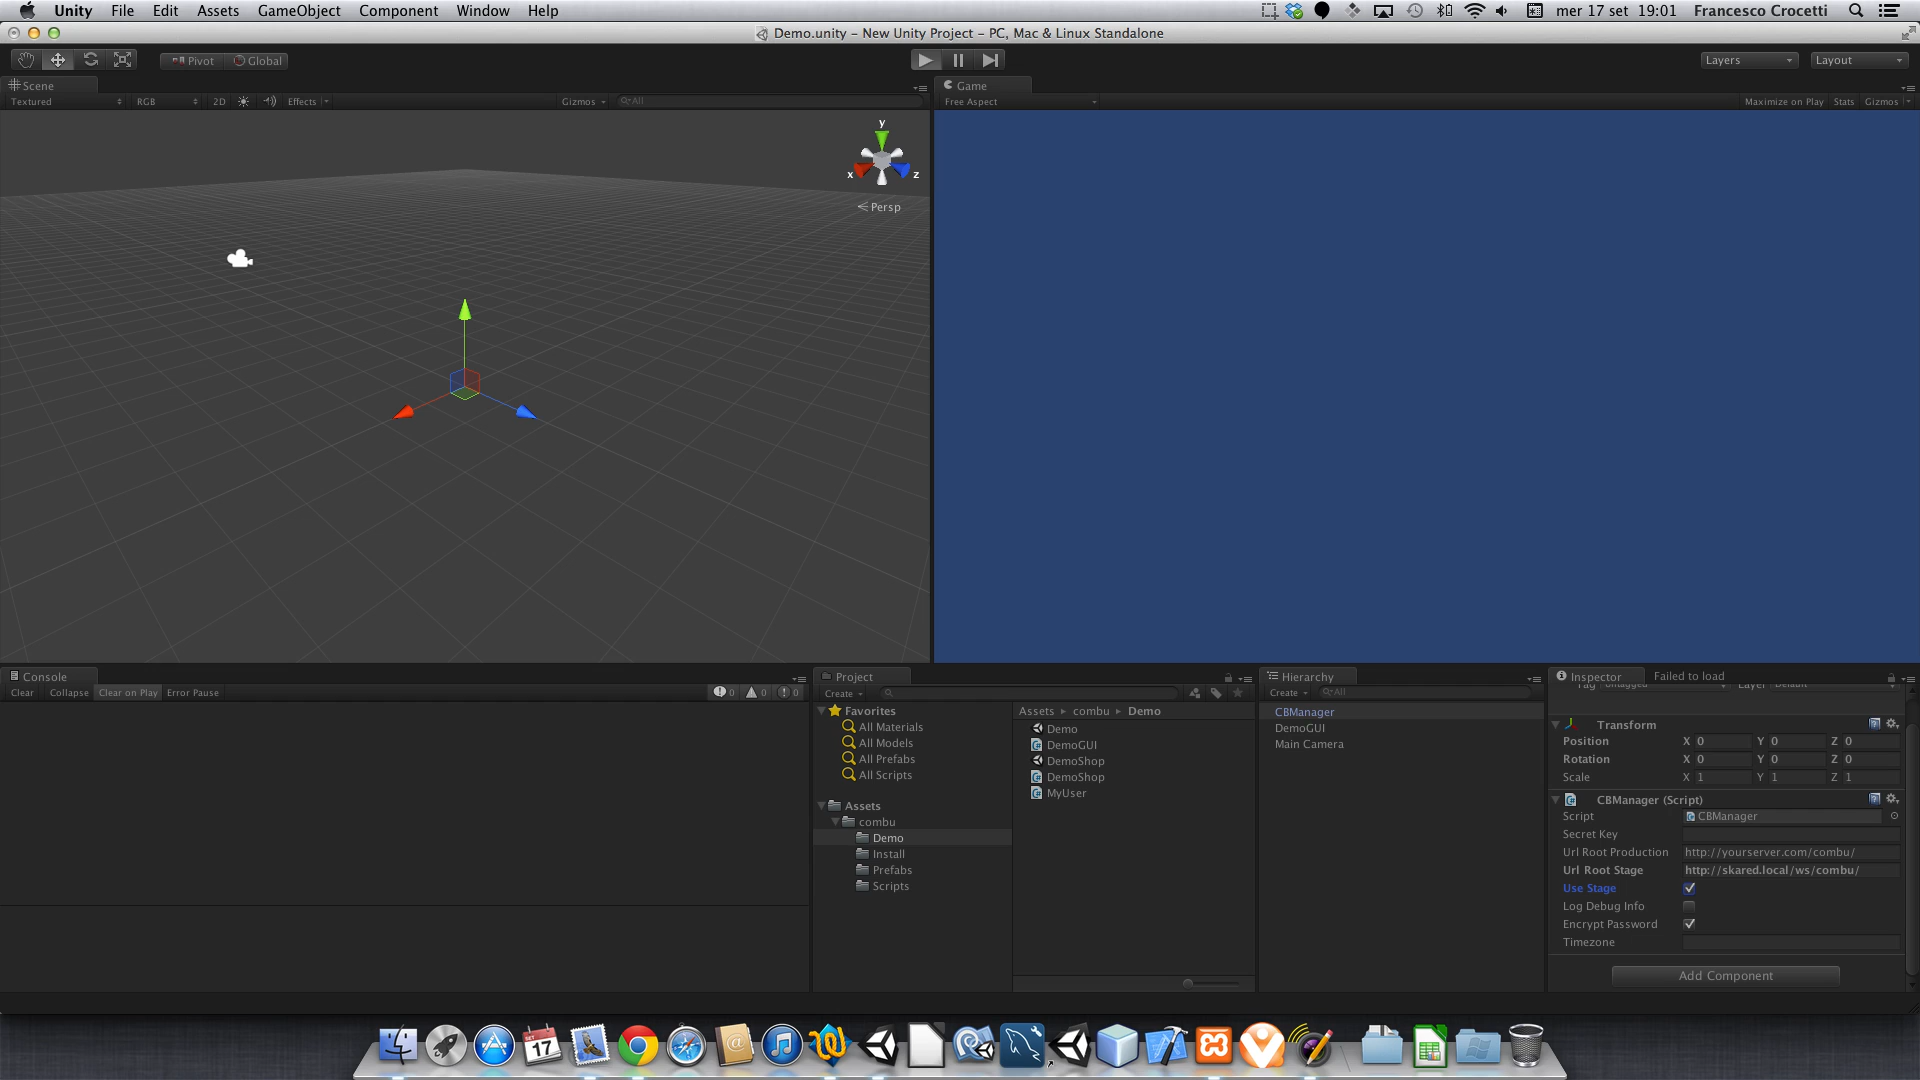 Unity File Edit Assets GameObject Component Window Help mer 17 set 19:01 Francesco Crocetti
Demo.unity - New Unity Project - PC, Mac & Linux Standalone
Pivot Global Layers Layout
Scene
Textured RGB 2D Effects Gizmos All
y
x z
Persp
Game
Free Aspect Maximize on Play Stats Gizmos
Console
Clear Collapse Clear on Play Error Pause 0 0 0
Project
Create
Favorites
All Materials
All Models
All Prefabs
All Scripts
Assets
combu
Demo
Install
Prefabs
Scripts
Assets combu Demo
Demo
DemoGUI
DemoShop
DemoShop
MyUser
Hierarchy
Create All
CBManager
DemoGUI
Main Camera
Inspector Failed to load
Tag Untagged Layer Default
Transform
Position X 0 Y 0 Z 0
Rotation X 0 Y 0 Z 0
Scale X 1 Y 1 Z 1
CBManager (Script)
Script CBManager
Secret Key
Url Root Production http://yourserver.com/combu/
Url Root Stage http://skared.local/ws/combu/
Use Stage
Log Debug Info
Encrypt Password
Timezone
Add Component
SET
17